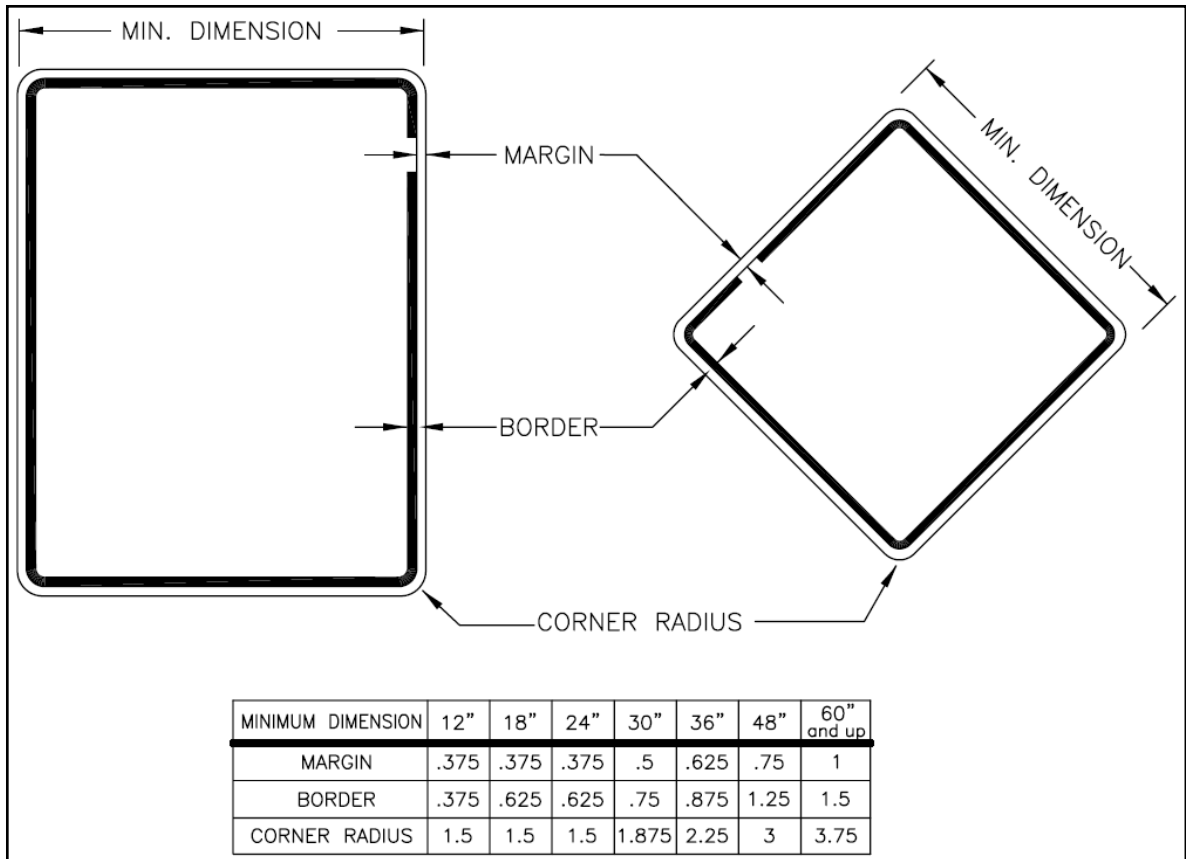 MIN. DIMENSION
MIN. DIMENSION
MARGIN
BORDER
CORNER RADIUS
MINIMUM DIMENSION 12” 18” 24” 30” 36” 48” 60” and up
MARGIN .375 .375 .375 .5 .625 .75 1
BORDER .375 .625 .625 .75 .875 1.25 1.5
CORNER RADIUS 1.5 1.5 1.5 1.875 2.25 3 3.75